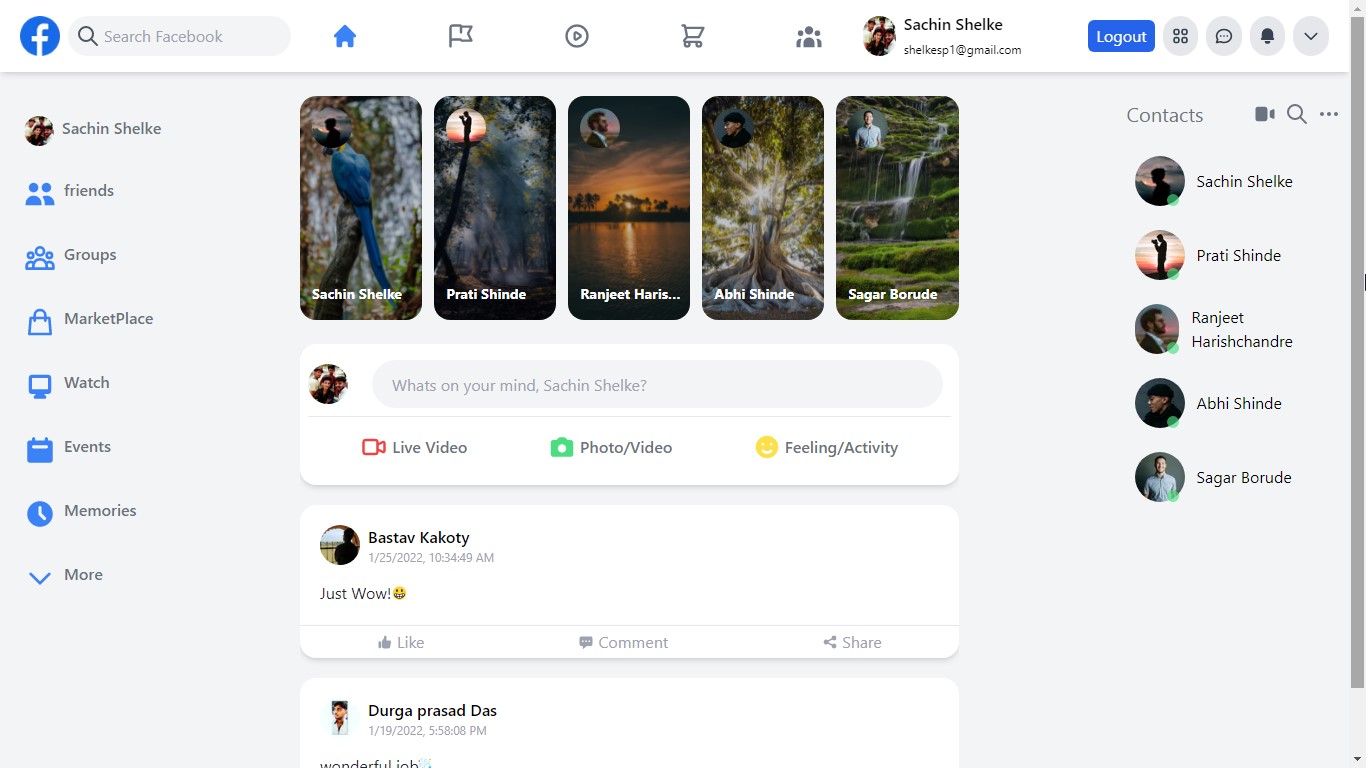 Search Facebook
Sachin Shelke
shelkesp1@gmail.com
Logout
Sachin Shelke
friends
Groups
MarketPlace
Watch
Events
Memories
More
Sachin Shelke
Prati Shinde
Ranjeet Haris...
Abhi Shinde
Sagar Borude
Whats on your mind, Sachin Shelke?
Live Video
Photo/Video
Feeling/Activity
Bastav Kakoty
1/25/2022, 10:34:49 AM
Just Wow!😀
Like
Comment
Share
Durga prasad Das
1/19/2022, 5:58:08 PM
wonderful job
Contacts
Sachin Shelke
Prati Shinde
Ranjeet
Harishchandre
Abhi Shinde
Sagar Borude